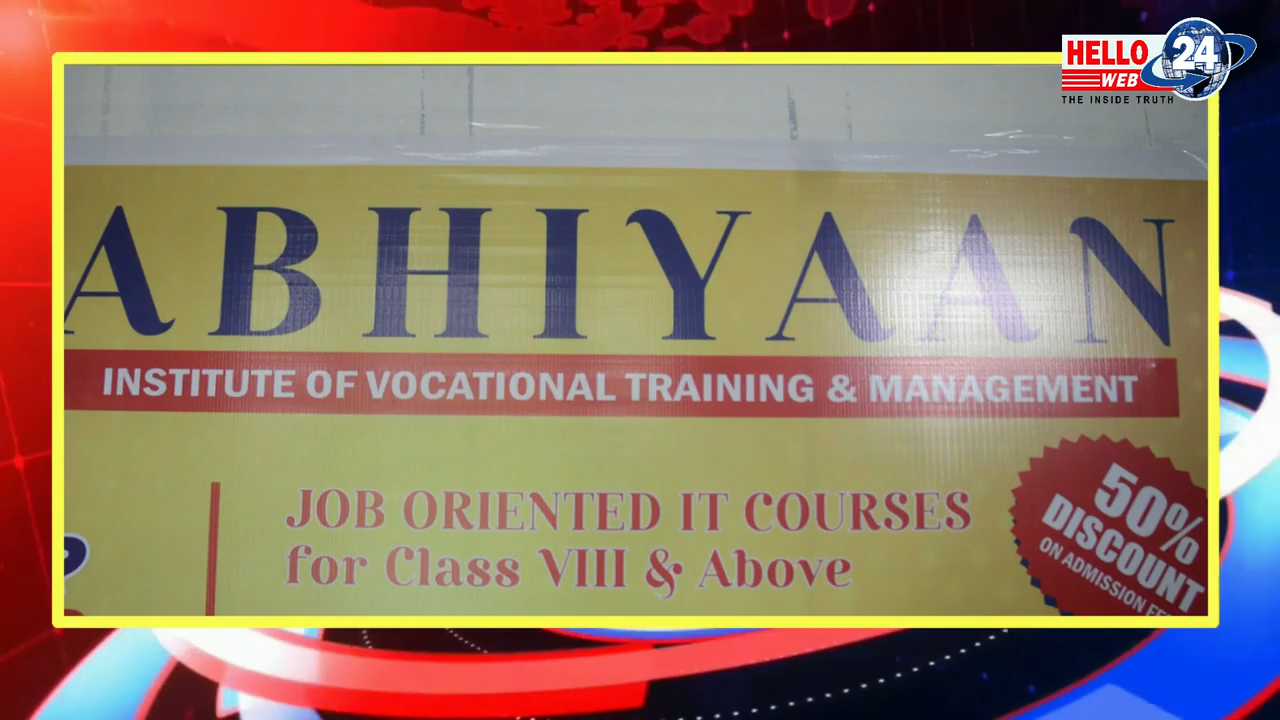 HELLO
WEB
24
THE INSIDE TRUTH
ABHIYAAN
INSTITUTE OF VOCATIONAL TRAINING & MANAGEMENT
JOB ORIENTED IT COURSES
for Class VIII & Above
50%
DISCOUNT
ON ADMISSION